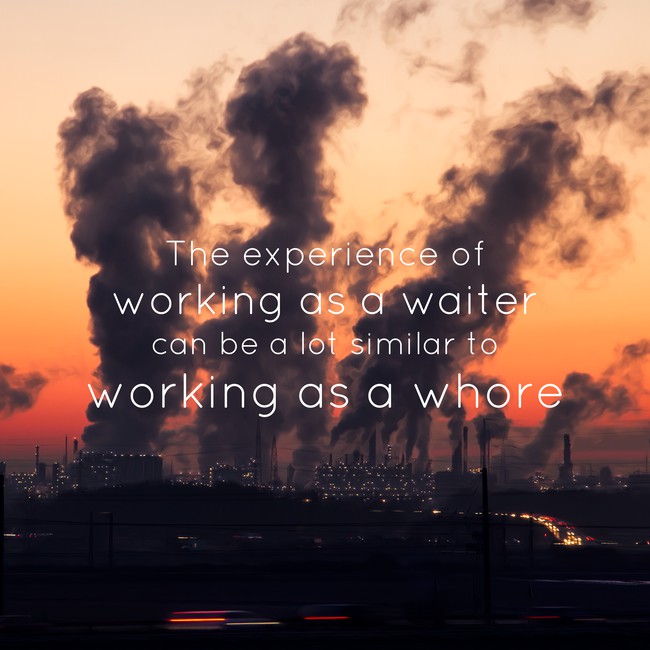 The experience of
working as a waiter
can be a lot similar to
working as a whore